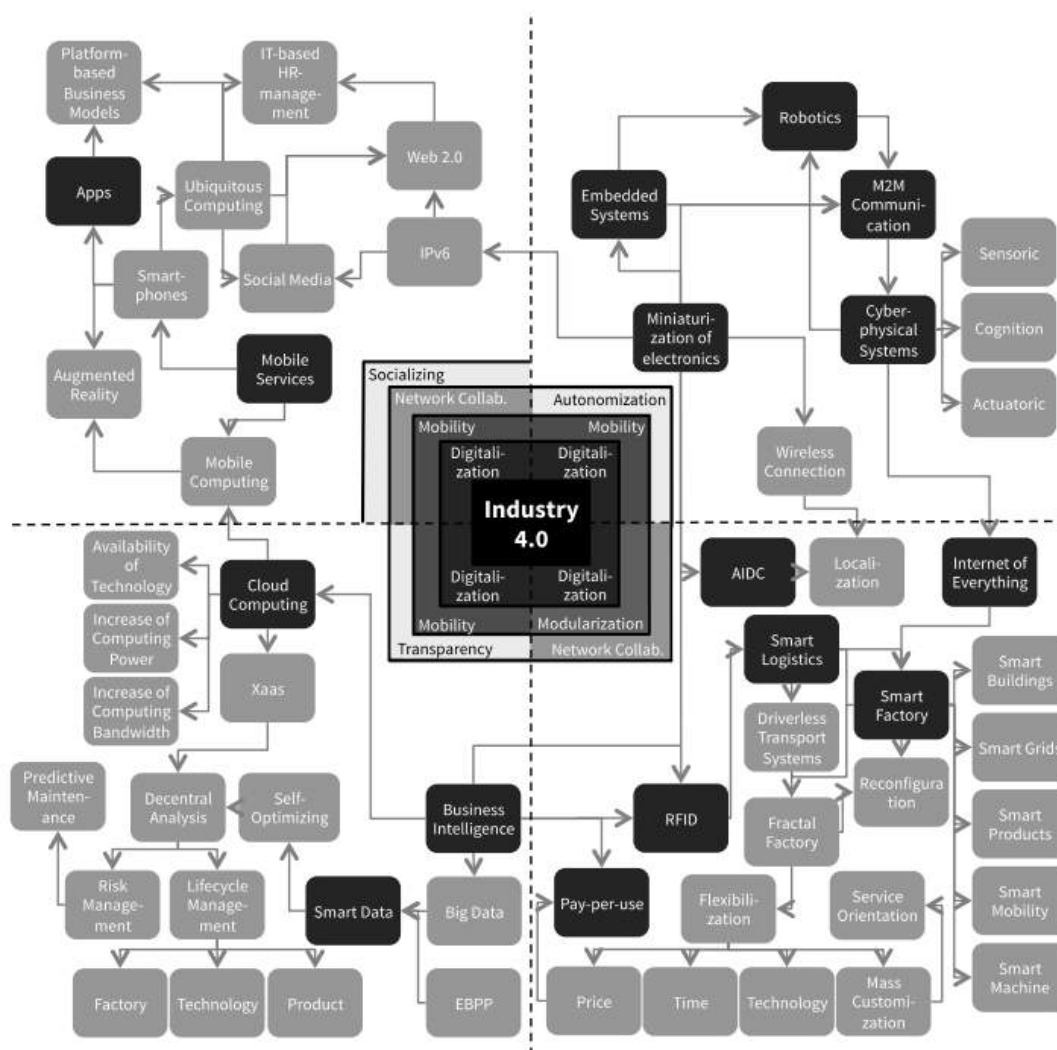 Platform-
based
Business
Models
IT-based
HR-
manage-
ment
Apps
Ubiquitous
Computing
Web 2.0
Smart-
phones
Social Media
IPv6
Mobile
Services
Augmented
Reality
Mobile
Computing
Robotics
Embedded
Systems
M2M
Communi-
cation
Sensoric
Miniaturi-
zation of
electronics
Cyber-
physical
Systems
Cognition
Actuatoric
Wireless
Connection
Socializing
Network Collab.
Autonomization
Mobility
Mobility
Digitali-
zation
Digitali-
zation
Industry
4.0
Digitali-
zation
Digitali-
zation
Mobility
Modularization
Transparency
Network Collab.
Availability
of
Technology
Cloud
Computing
Increase of
Computing
Power
Increase of
Computing
Bandwidth
Xaas
Predictive
Mainten-
ance
Decentral
Analysis
Self-
Optimizing
Business
Intelligence
Risk
Manage-
ment
Lifecycle
Manage-
ment
Smart Data
Big Data
Factory
Technology
Product
EBPP
AIDC
Locali-
zation
Internet of
Everything
Smart
Logistics
Smart
Factory
Smart
Buildings
Driverless
Transport
Systems
Smart Grids
Reconfigura-
tion
RFID
Fractal
Factory
Smart
Products
Pay-per-use
Flexibili-
zation
Service
Orientation
Smart
Mobility
Price
Time
Technology
Mass
Customi-
zation
Smart
Machine